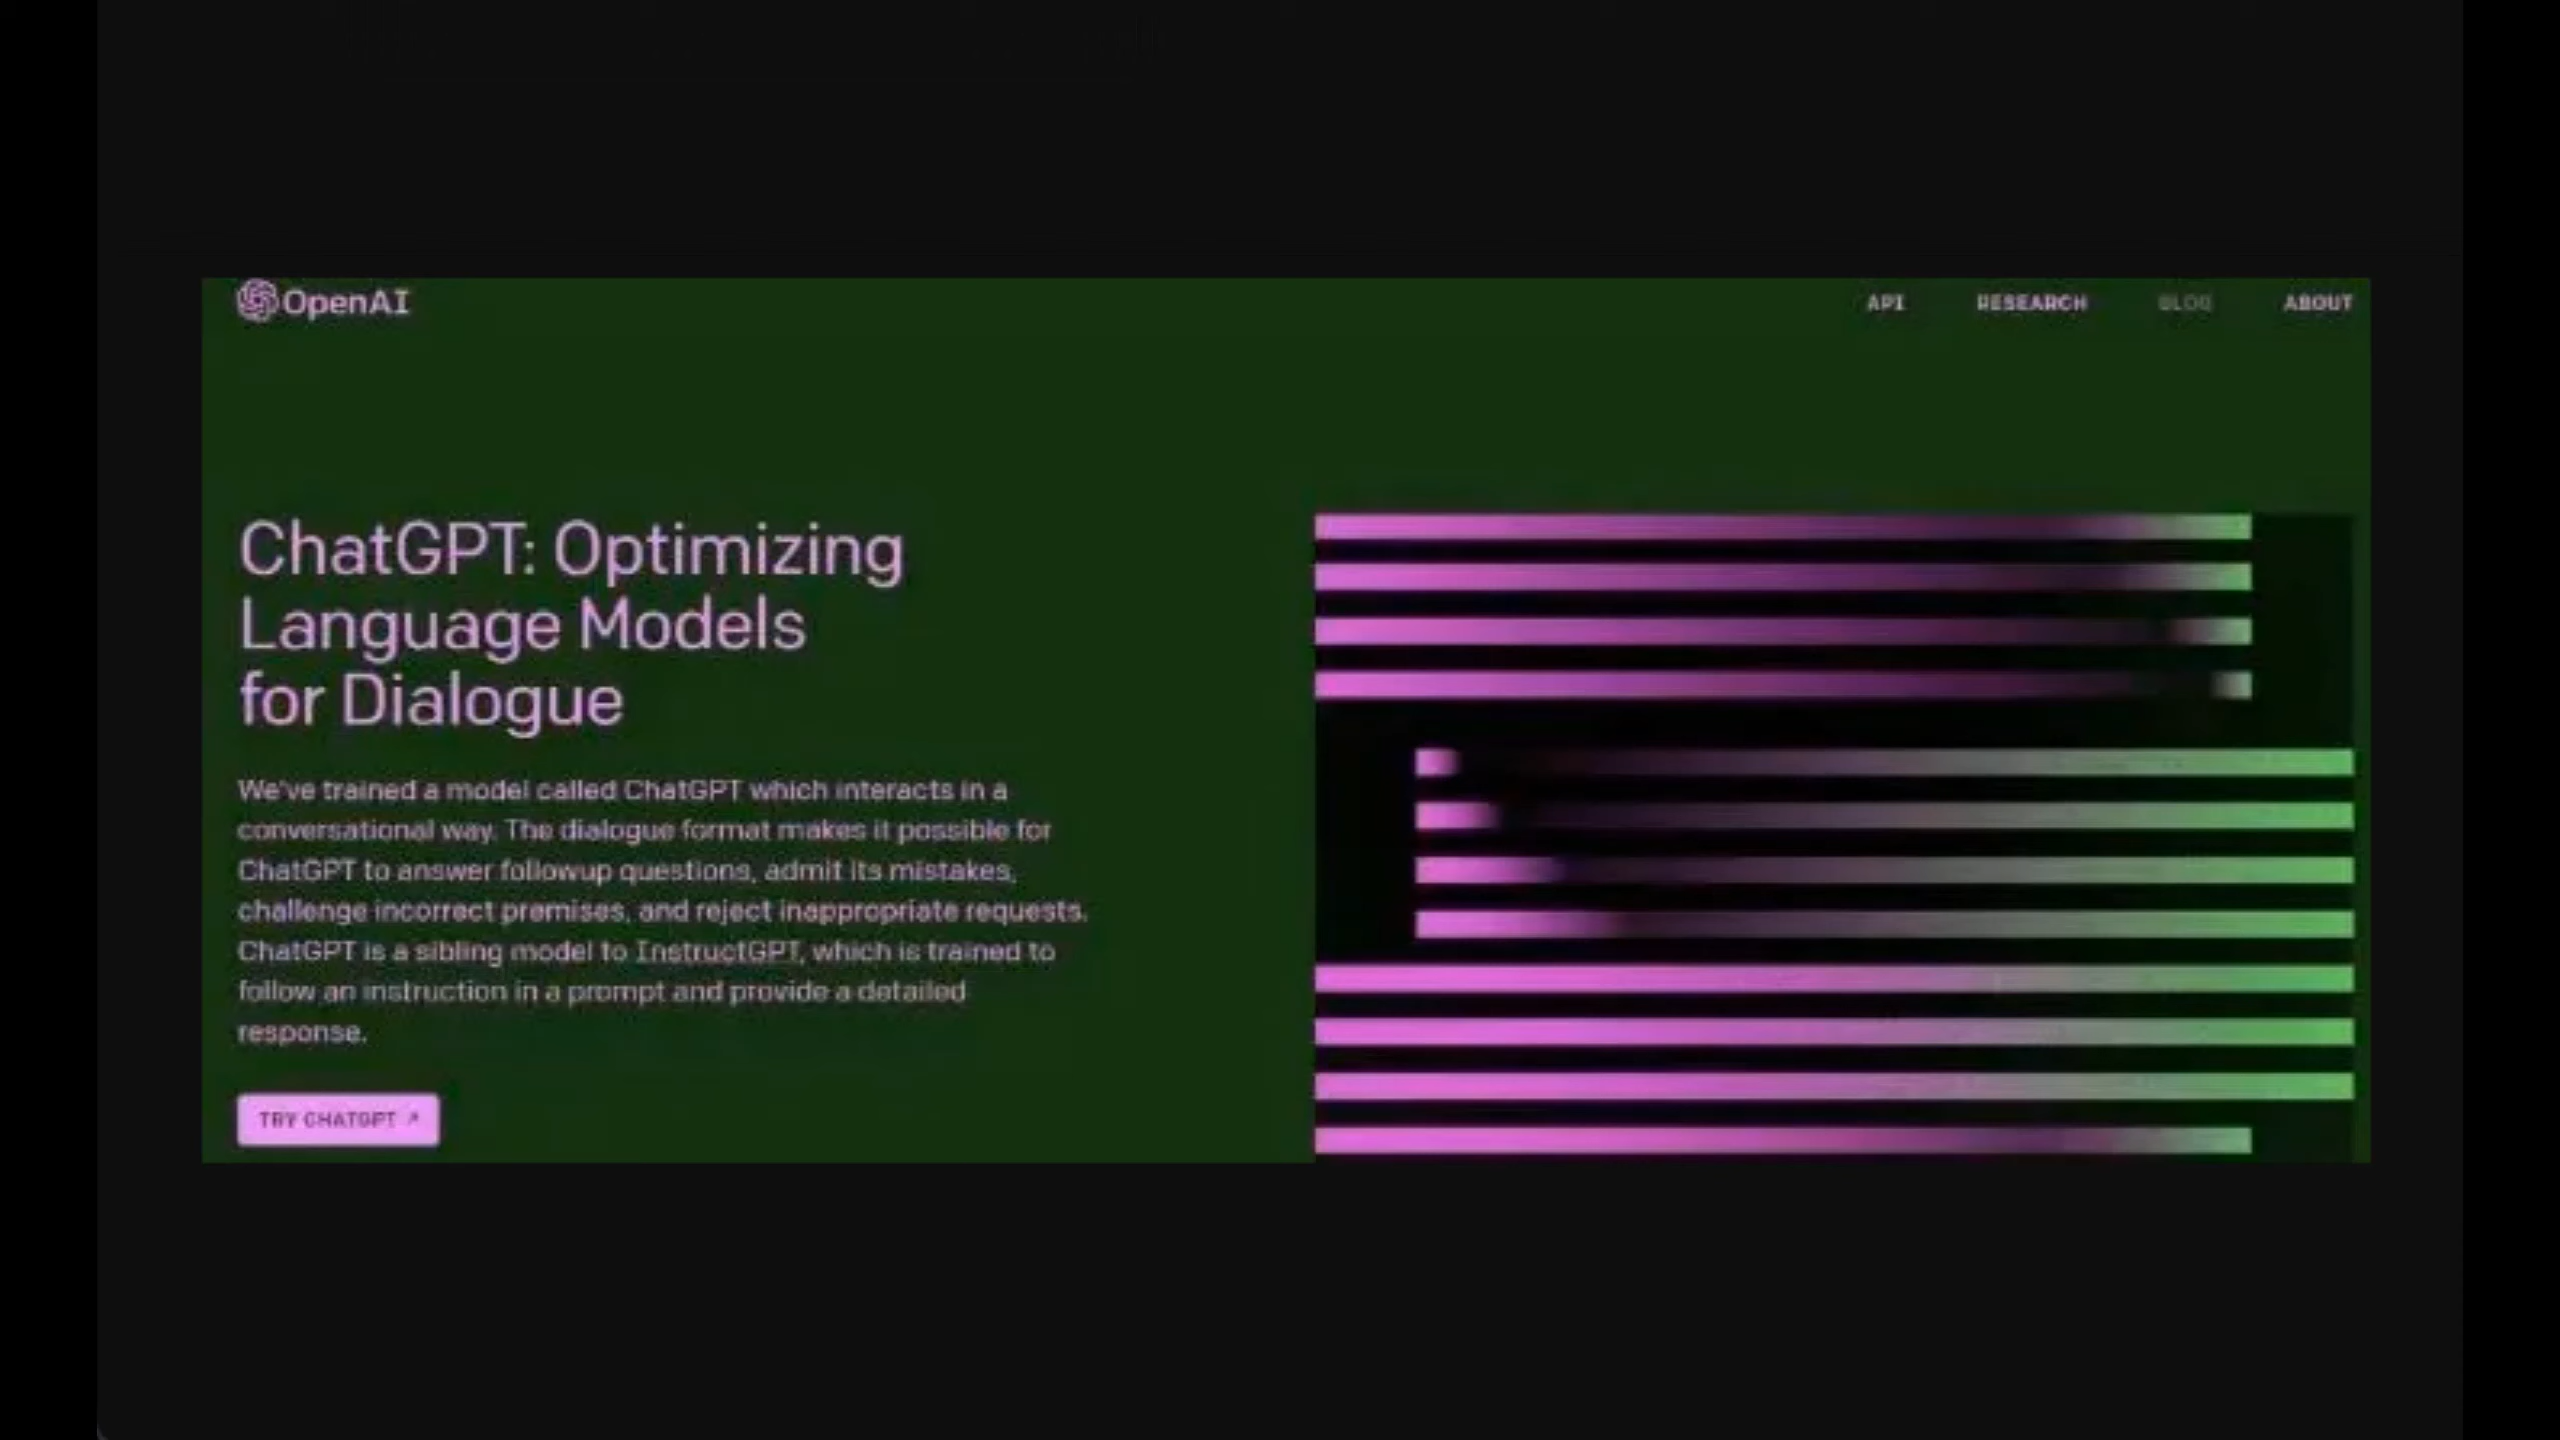 OpenAI
API RESEARCH BLOG ABOUT
ChatGPT: Optimizing
Language Models
for Dialogue
We've trained a model called ChatGPT which interacts in a
conversational way. The dialogue format makes it possible for
ChatGPT to answer followup questions, admit its mistakes,
challenge incorrect premises, and reject inappropriate requests.
ChatGPT is a sibling model to InstructGPT, which is trained to
follow an instruction in a prompt and provide a detailed
response.
TRY CHATGPT ↗